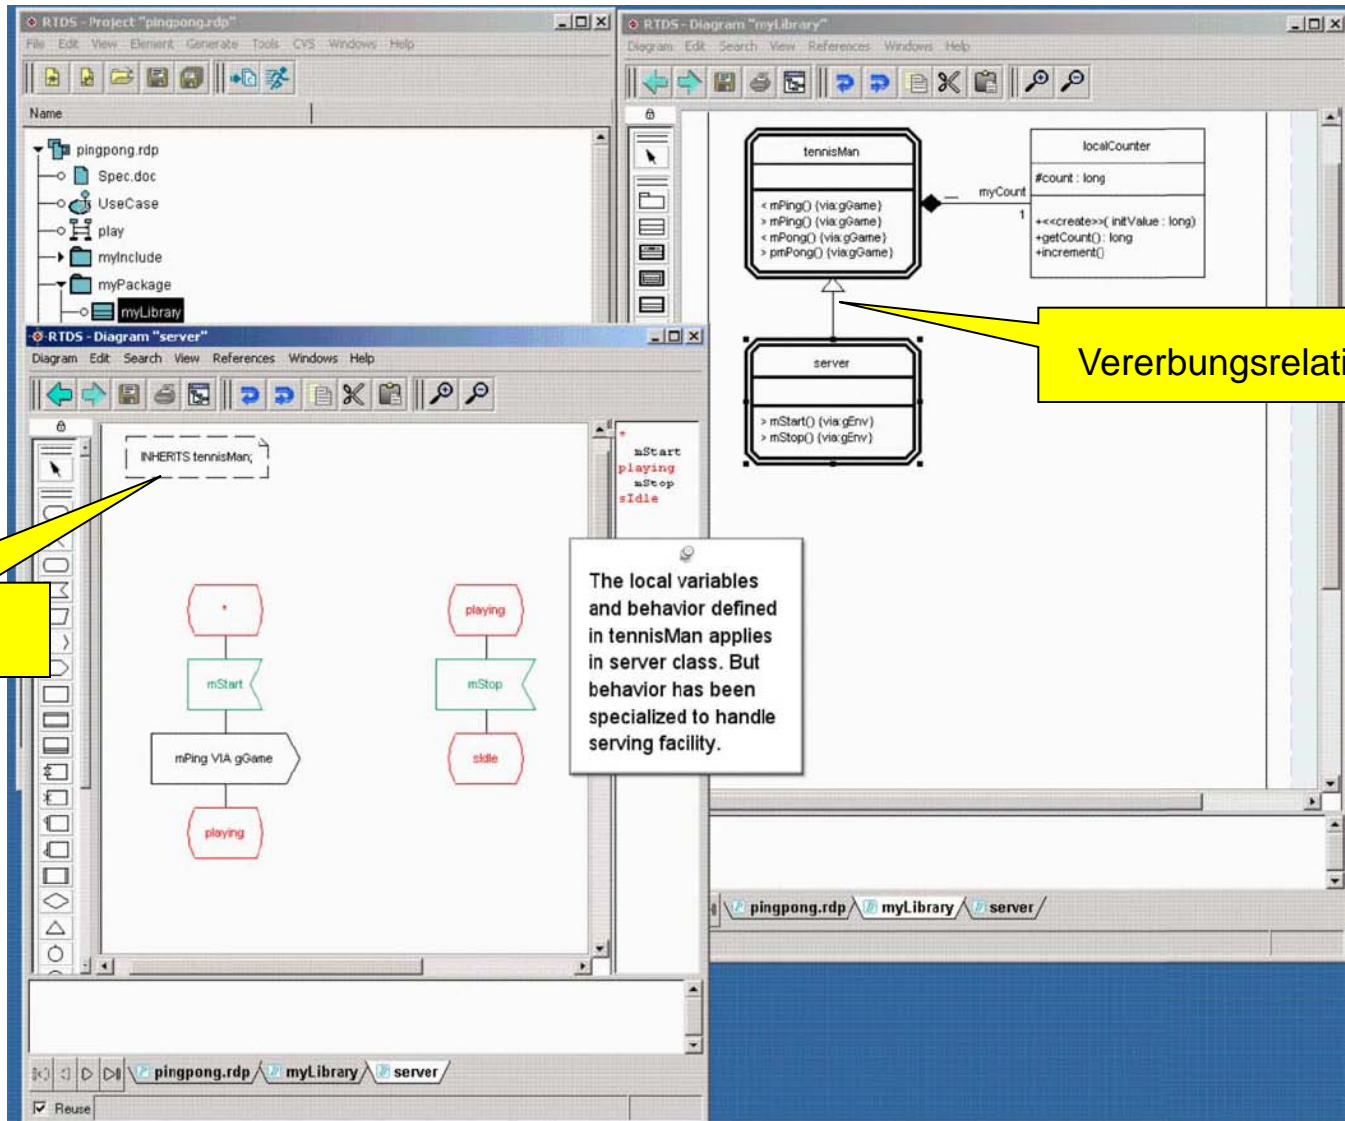 RTDS - Project "pingpong.rdp"
File Edit View Element Generate Tools CVS Windows Help
Name
pingpong.rdp
Spec.doc
UseCase
play
myInclude
myPackage
myLibrary
RTDS - Diagram "myLibrary"
Diagram Edit Search View References Windows Help
tennisMan
< mPing() {via:gGame}
> mPing() {via:gGame}
< mPong() {via:gGame}
> pmPong() {via:gGame}
myCount
1
localCounter
#count : long
+<<create>>( initValue : long)
+getCount(): long
+increment()
Vererbungsrelati
server
> mStart() {via:gEnv}
> mStop() {via:gEnv}
pingpong.rdp myLibrary server
RTDS - Diagram "server"
Diagram Edit Search View References Windows Help
INHERITS tennisMan;
*
mStart
mPing VIA gGame
playing
playing
mStop
sIdle
*
mStart
playing
mStop
sIdle
The local variables
and behavior defined
in tennisMan applies
in server class. But
behavior has been
specialized to handle
serving facility.
pingpong.rdp myLibrary server
Reuse